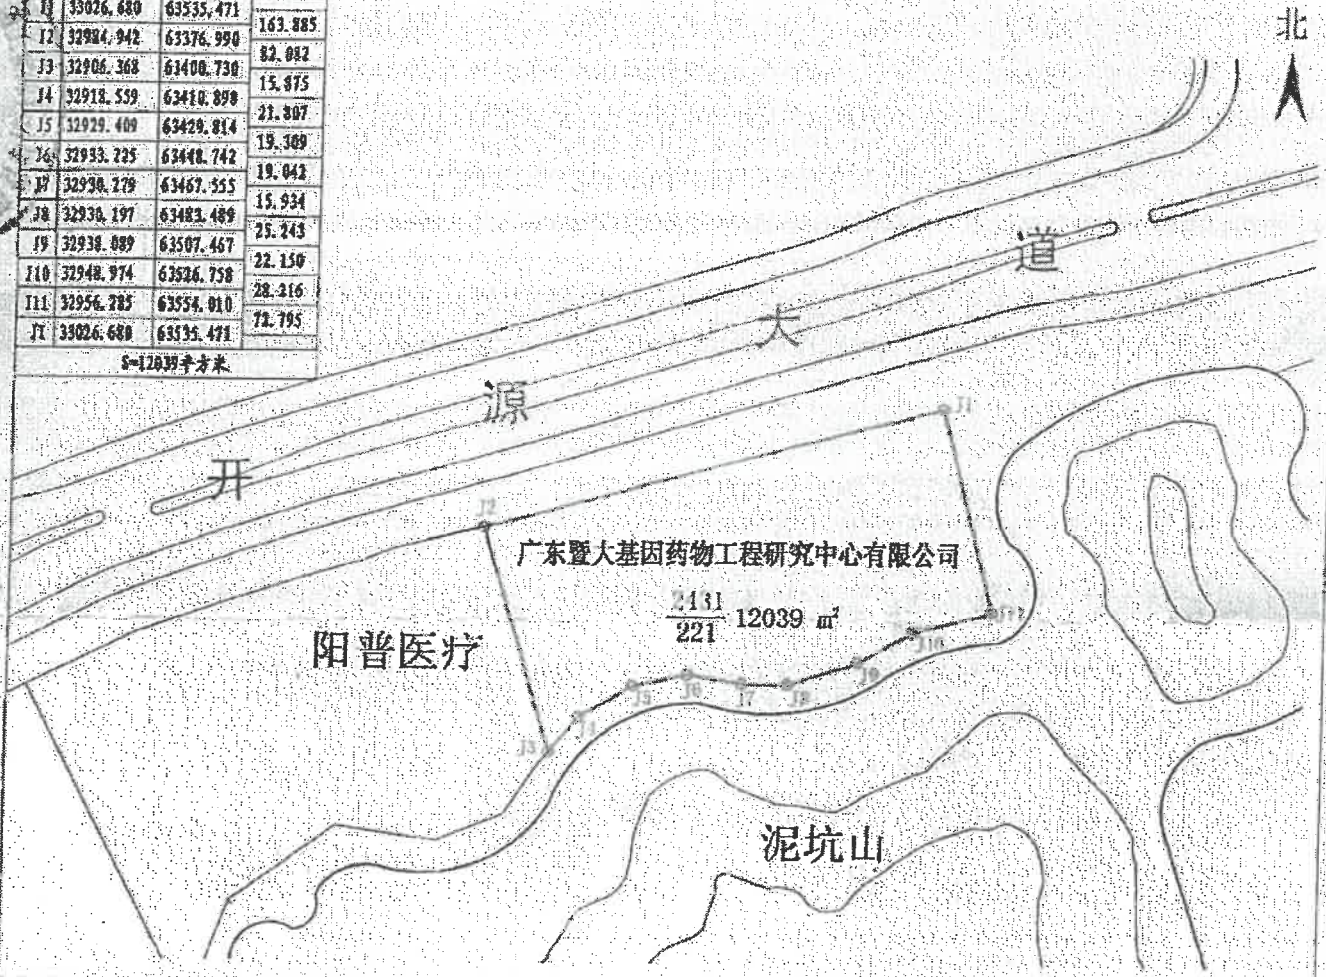 J1 33026.680 63535.471
163.885
J2 32984.942 63376.990
82.082
J3 32906.368 63400.730
15.875
J4 32918.559 63410.898
21.807
J5 32929.409 63429.814
19.309
J6 32933.225 63448.742
19.042
J7 32930.279 63467.555
15.934
J8 32930.197 63483.489
25.243
J9 32938.089 63507.467
22.150
J10 32948.974 63526.758
28.216
J11 32956.285 63554.010
72.795
J1 33026.680 63535.471
S=12039平方米
北
道
大
源
开
J1
J2
广东暨大基因药物工程研究中心有限公司
2131
221
12039 m²
阳普医疗
J11
J10
J9
J8
J7
J6
J5
J4
J3
泥坑山